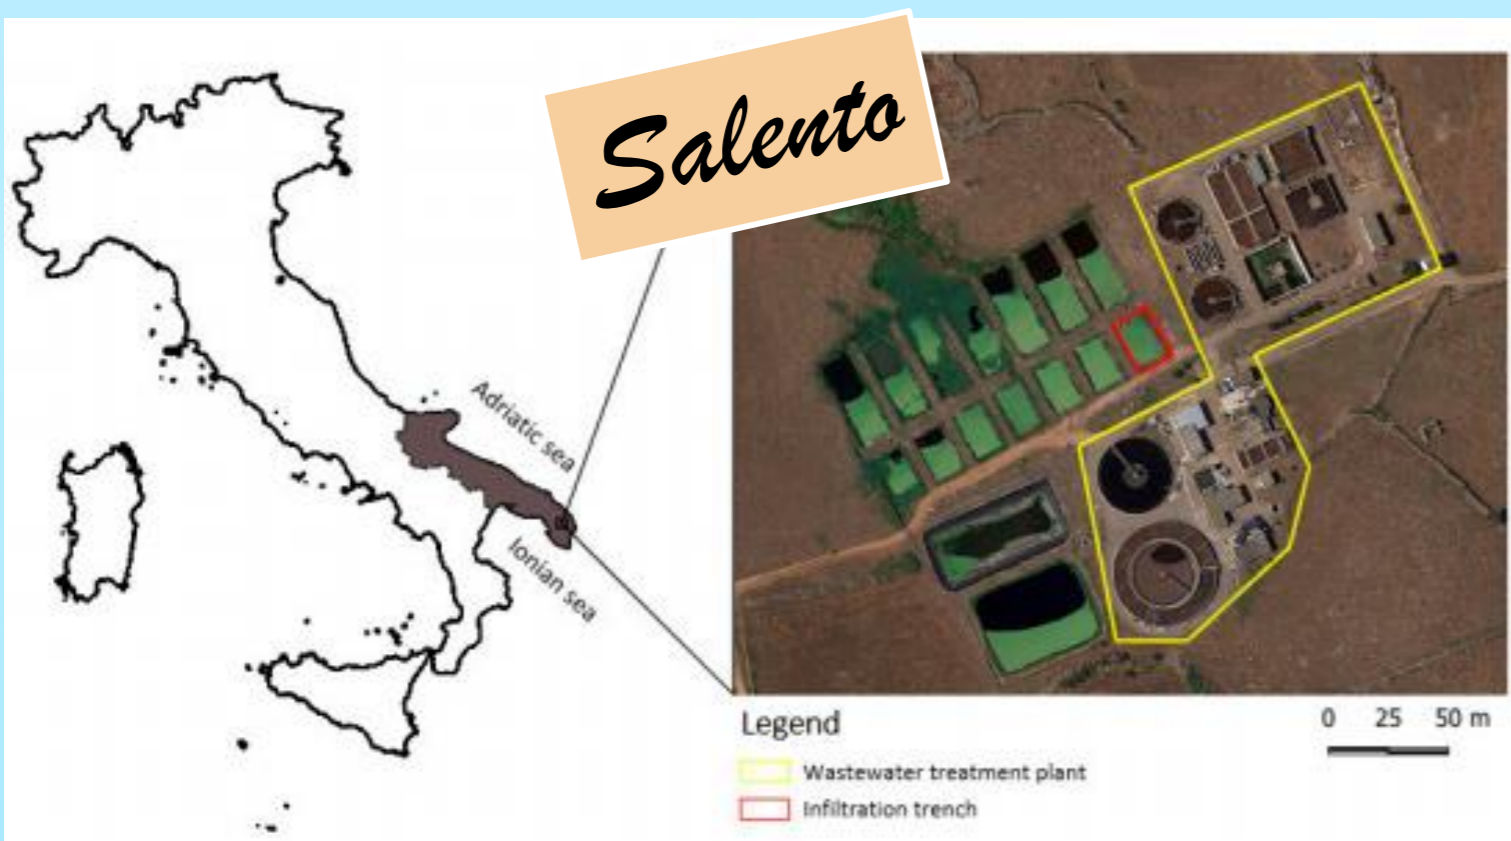 Salento
Adriatic sea
Ionian sea
Legend
Wastewater treatment plant
Infiltration trench
0 25 50 m